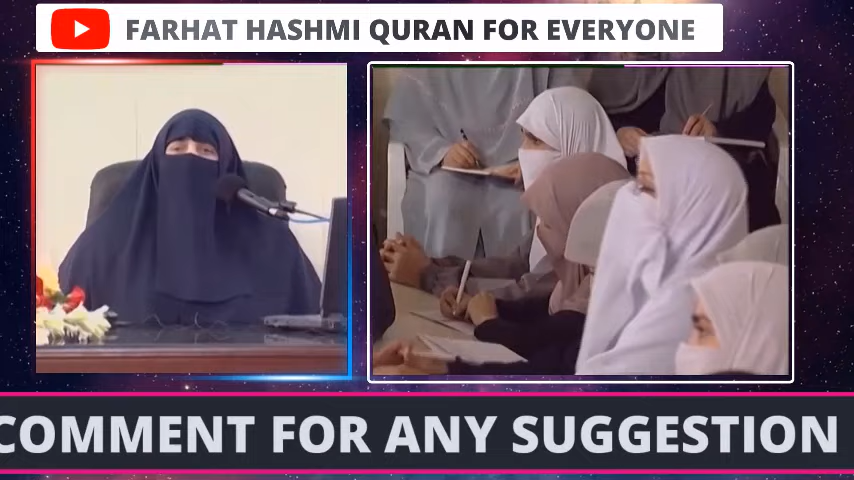 FARHAT HASHMI QURAN FOR EVERYONE
COMMENT FOR ANY SUGGESTION